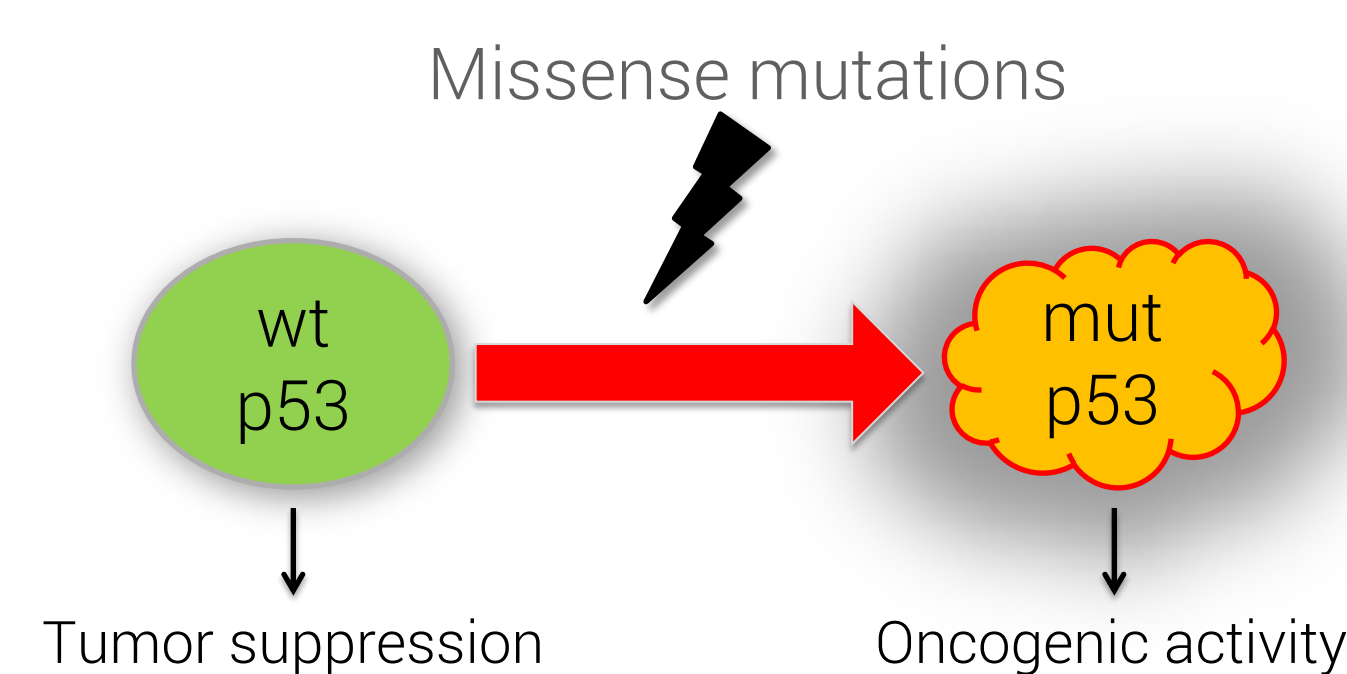 Missense mutations
wt
p53
mut
p53
Tumor suppression
Oncogenic activity